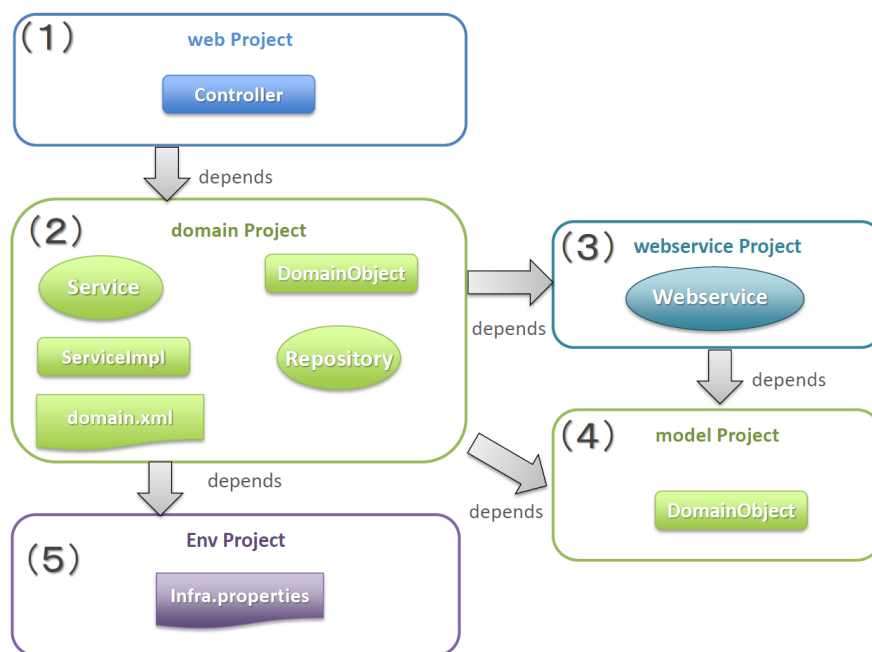 （1）
web Project
Controller
depends
（2）
domain Project
Service
DomainObject
ServiceImpl
Repository
domain.xml
depends
（3）
webservice Project
Webservice
depends
depends
（4）
model Project
DomainObject
depends
（5）
Env Project
Infra.properties